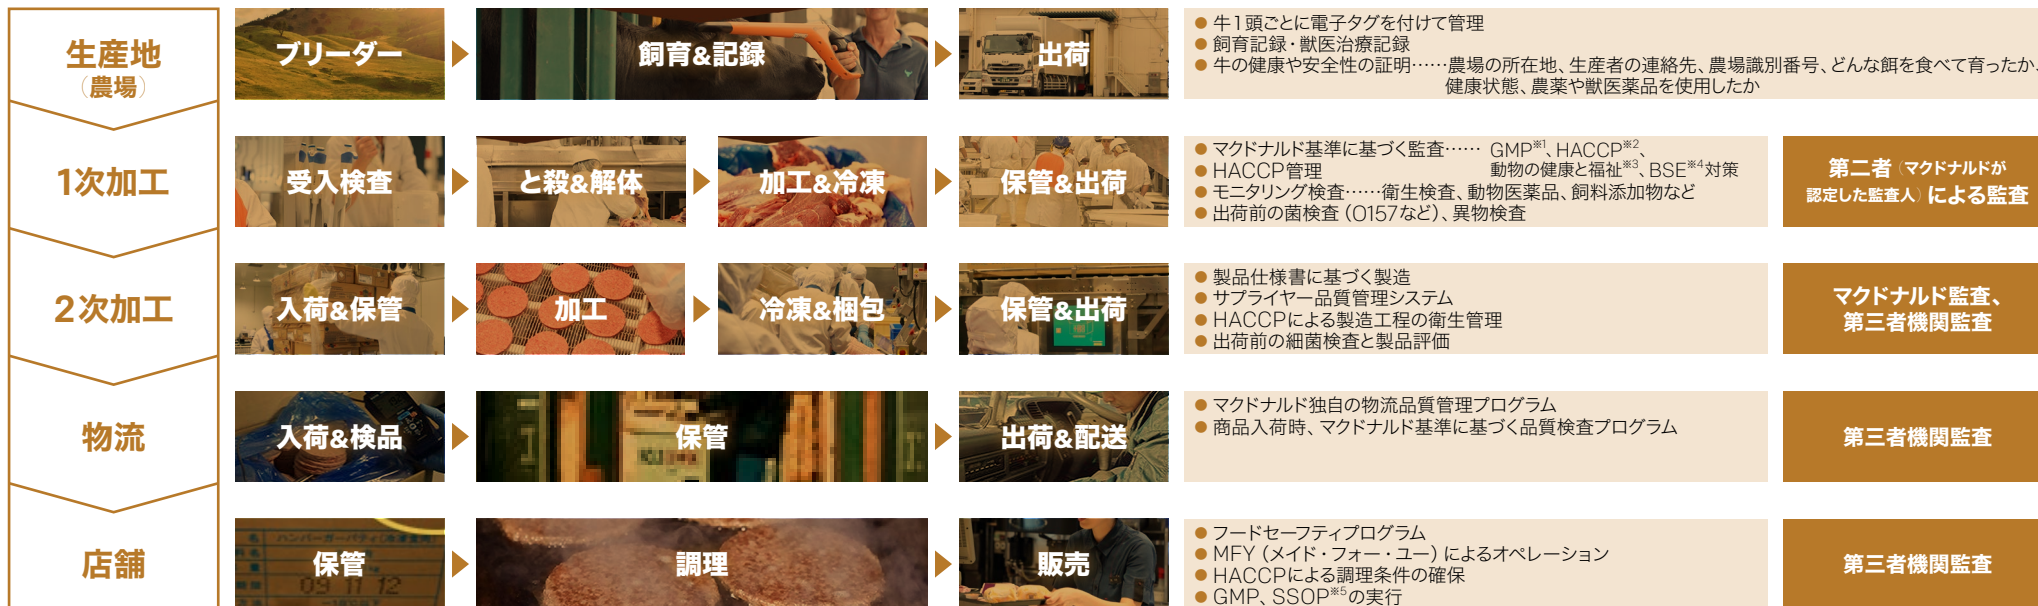 生産地
（農場）
ブリーダー
飼育&記録
出荷
● 牛1頭ごとに電子タグを付けて管理
● 飼育記録・獣医治療記録
● 牛の健康や安全性の証明……農場の所在地、生産者の連絡先、農場識別番号、どんな餌を食べて育ったか、
健康状態、農薬や獣医薬品を使用したか
1次加工
受入検査
と殺&解体
加工&冷凍
保管&出荷
● マクドナルド基準に基づく監査…… GMP※1、HACCP※2、
動物の健康と福祉※3、BSE※4対策
● HACCP管理
● モニタリング検査……衛生検査、動物医薬品、飼料添加物など
● 出荷前の菌検査（O157など）、異物検査
第二者（マクドナルドが
認定した監査人）による監査
2次加工
入荷&保管
加工
冷凍&梱包
保管&出荷
● 製品仕様書に基づく製造
● サプライヤー品質管理システム
● HACCPによる製造工程の衛生管理
● 出荷前の細菌検査と製品評価
マクドナルド監査、
第三者機関監査
物流
入荷&検品
保管
出荷&配送
● マクドナルド独自の物流品質管理プログラム
● 商品入荷時、マクドナルド基準に基づく品質検査プログラム
第三者機関監査
店舗
名 ハンバーガーパティ(冷凍食肉)
保管
09 11 12
調理
販売
● フードセーフティプログラム
● MFY（メイド・フォー・ユー）によるオペレーション
● HACCPによる調理条件の確保
● GMP、SSOP※5の実行
第三者機関監査